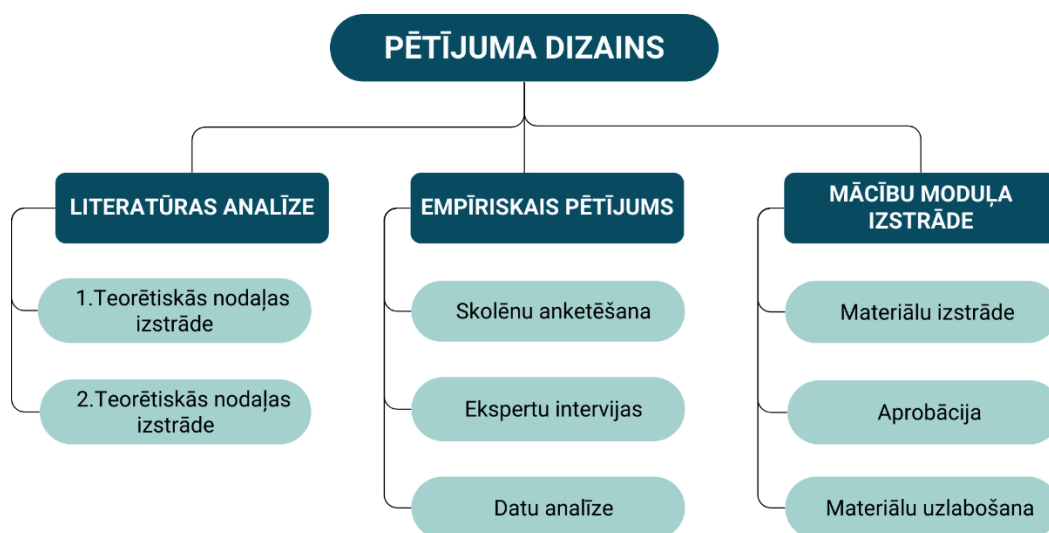 PĒTĪJUMA DIZAINS
LITERATŪRAS ANALĪZE
1.Teorētiskās nodaļas
izstrāde
2.Teorētiskās nodaļas
izstrāde
EMPĪRISKAIS PĒTĪJUMS
Skolēnu anketēšana
Ekspertu intervijas
Datu analīze
MĀCĪBU MODUĻA
IZSTRĀDE
Materiālu izstrāde
Aprobācija
Materiālu uzlabošana